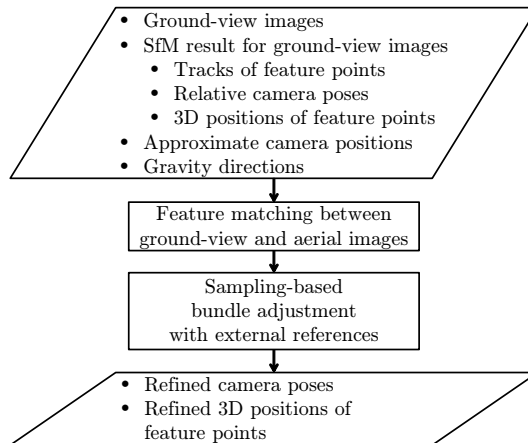 • Ground-view images
• SfM result for ground-view images
• Tracks of feature points
• Relative camera poses
• 3D positions of feature points
• Approximate camera positions
• Gravity directions
Feature matching between
ground-view and aerial images
Sampling-based
bundle adjustment
with external references
• Refined camera poses
• Refined 3D positions of
feature points